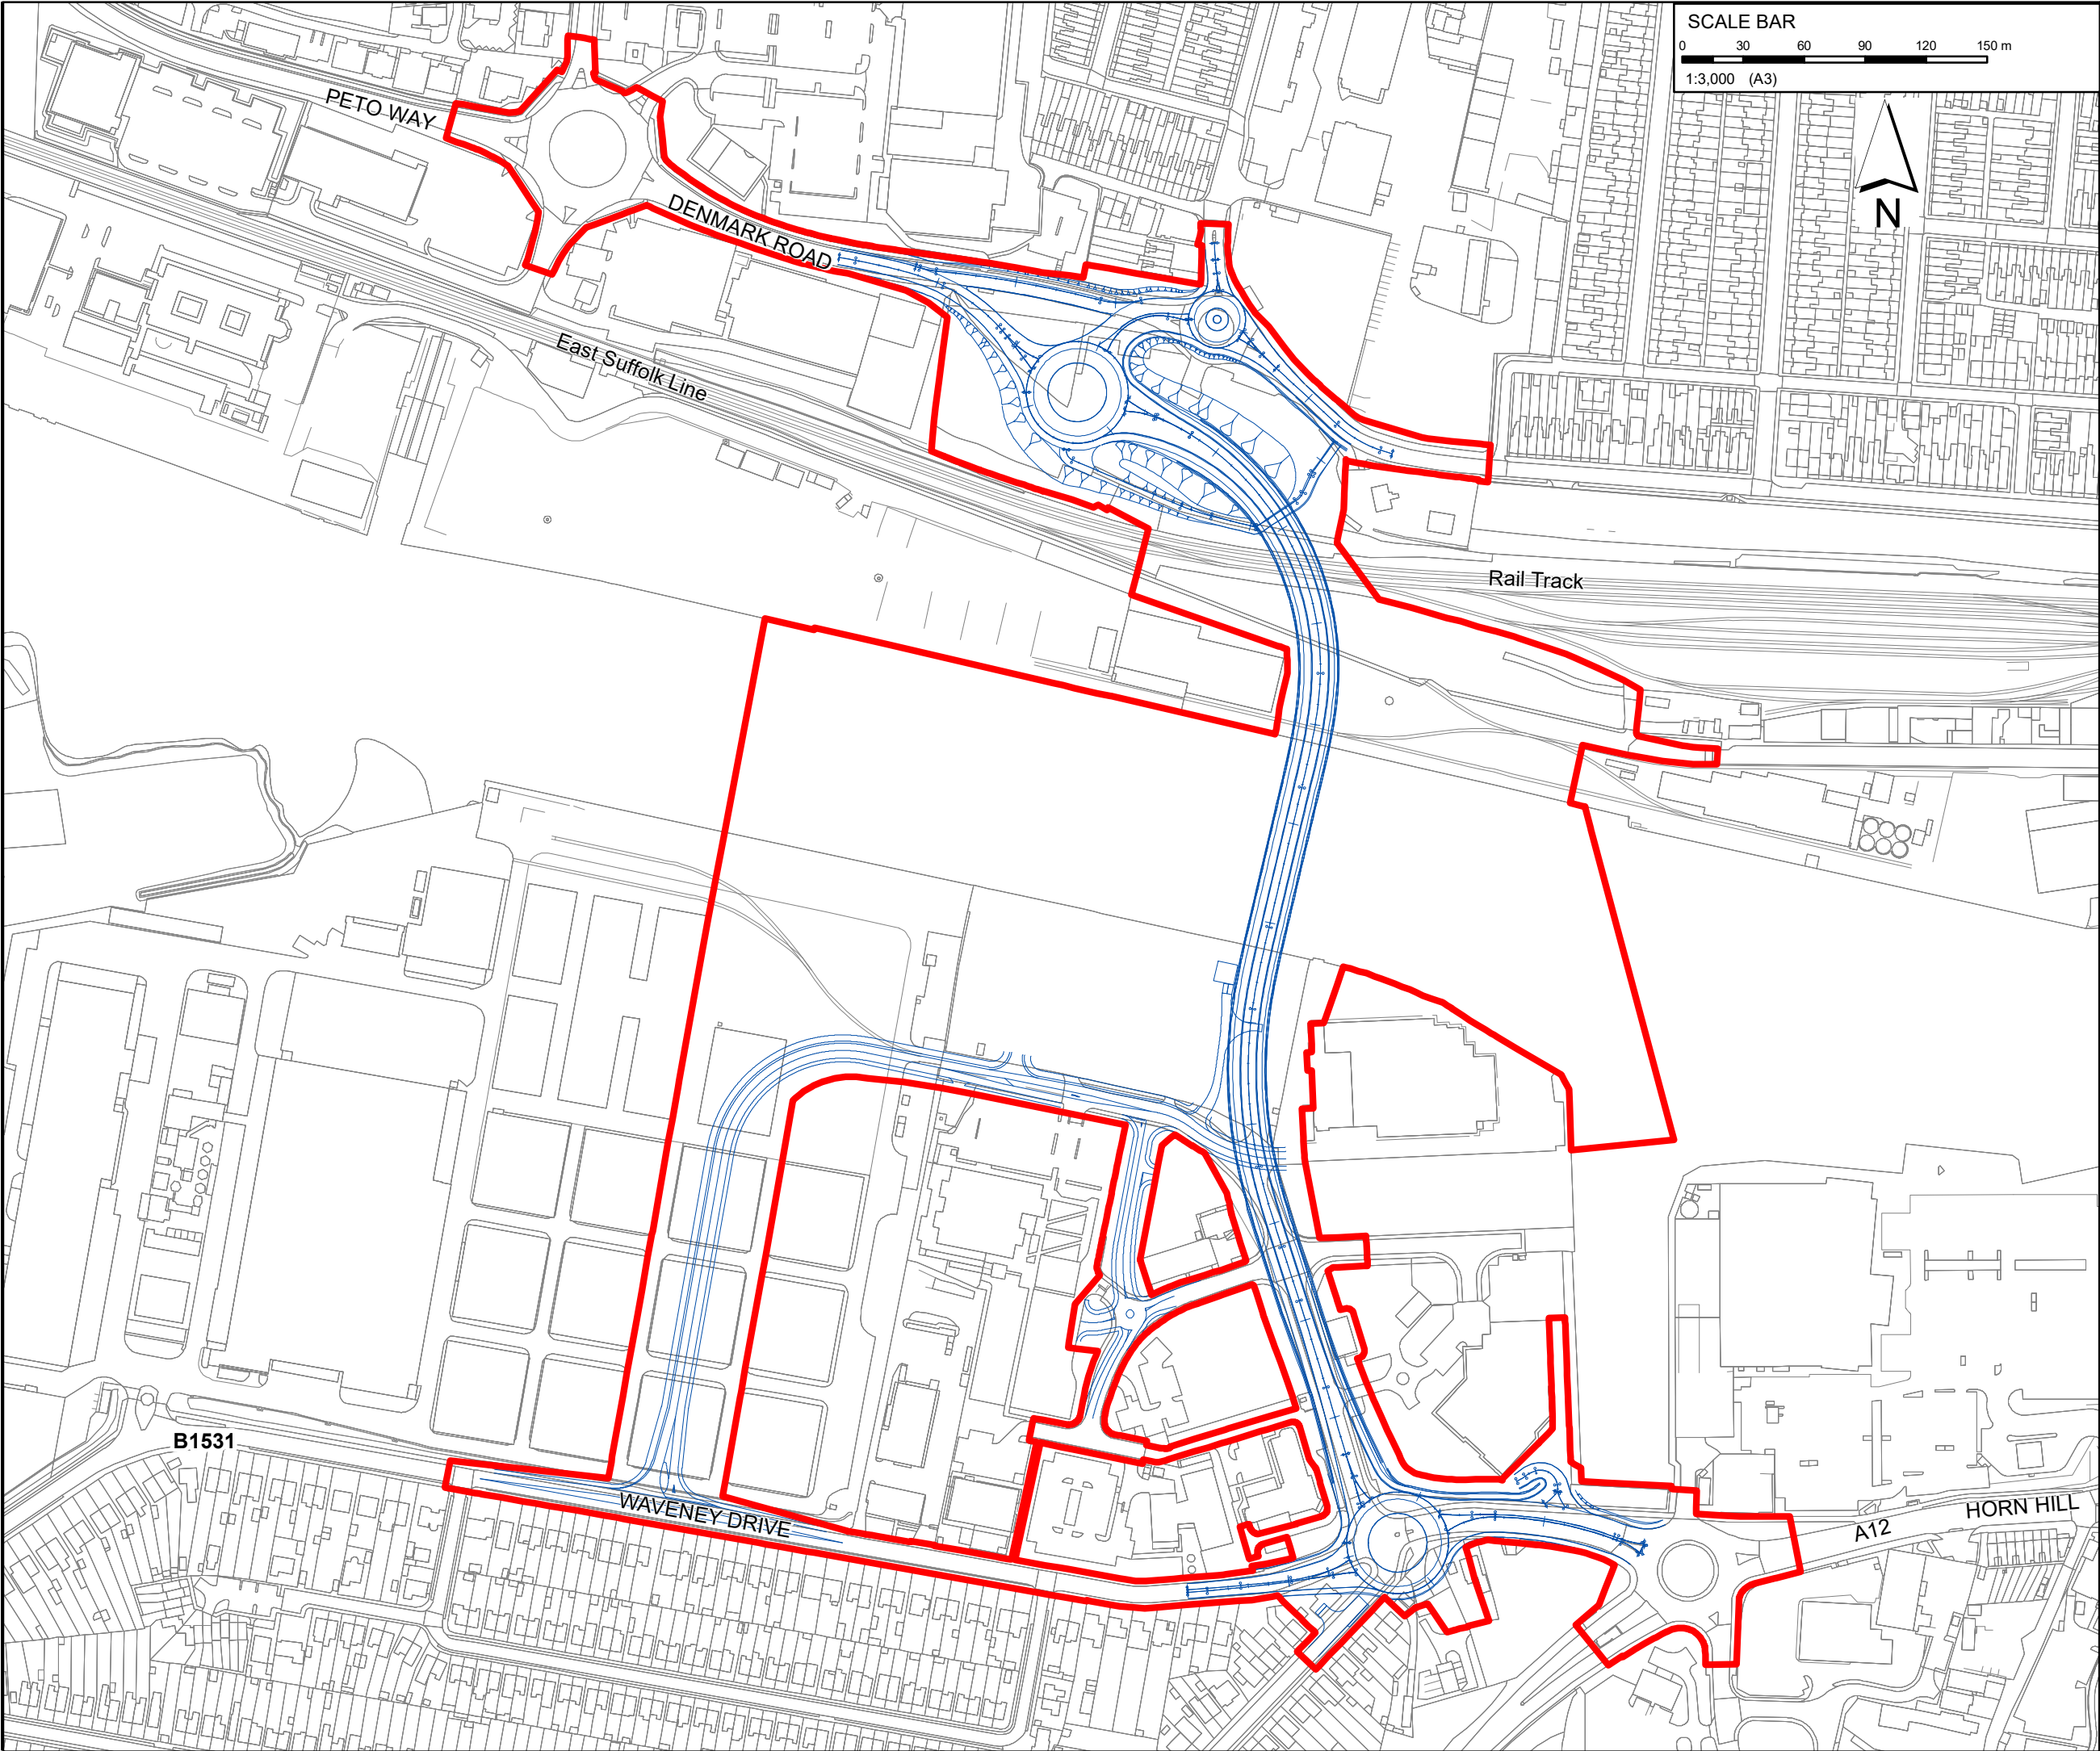 SCALE BAR
0 30 60 90 120 150 m
1:3,000 (A3)
PETO WAY
DENMARK ROAD
N
East Suffolk Line
Rail Track
B1531
WAVENEY DRIVE
A12
HORN HILL